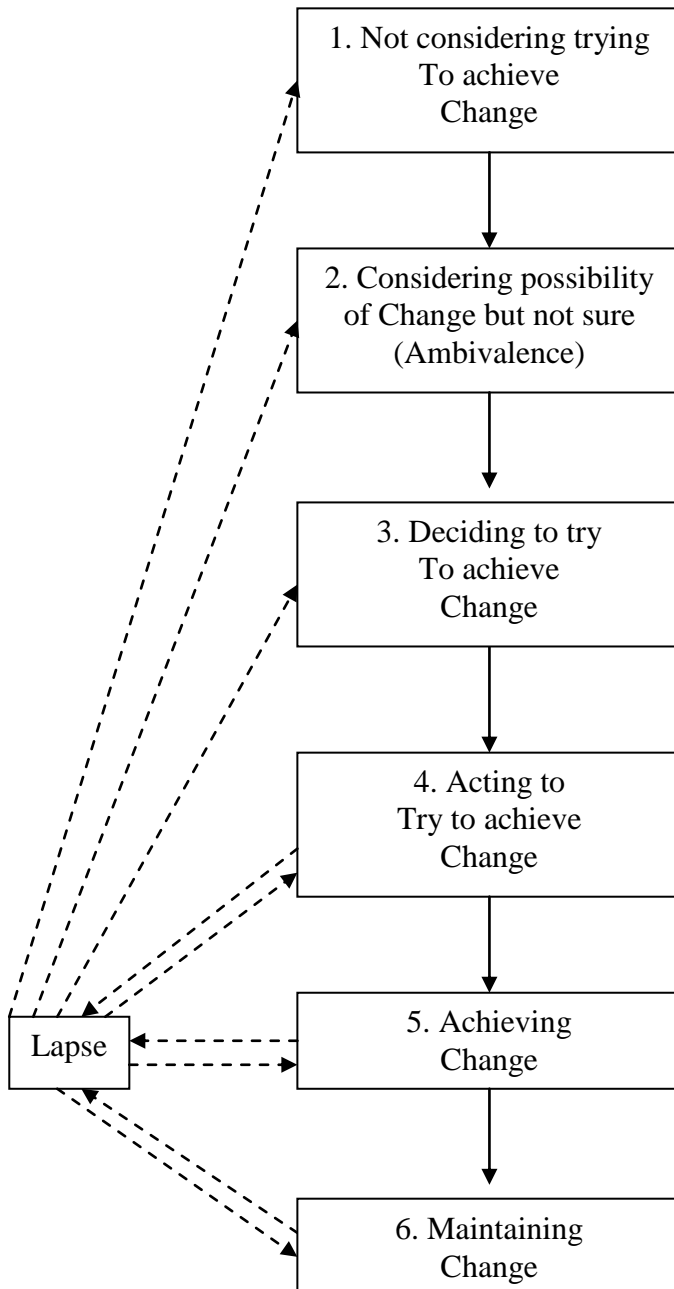 1. Not considering trying
To achieve
Change
2. Considering possibility
of Change but not sure
(Ambivalence)
3. Deciding to try
To achieve
Change
4. Acting to
Try to achieve
Change
Lapse
5. Achieving
Change
6. Maintaining
Change